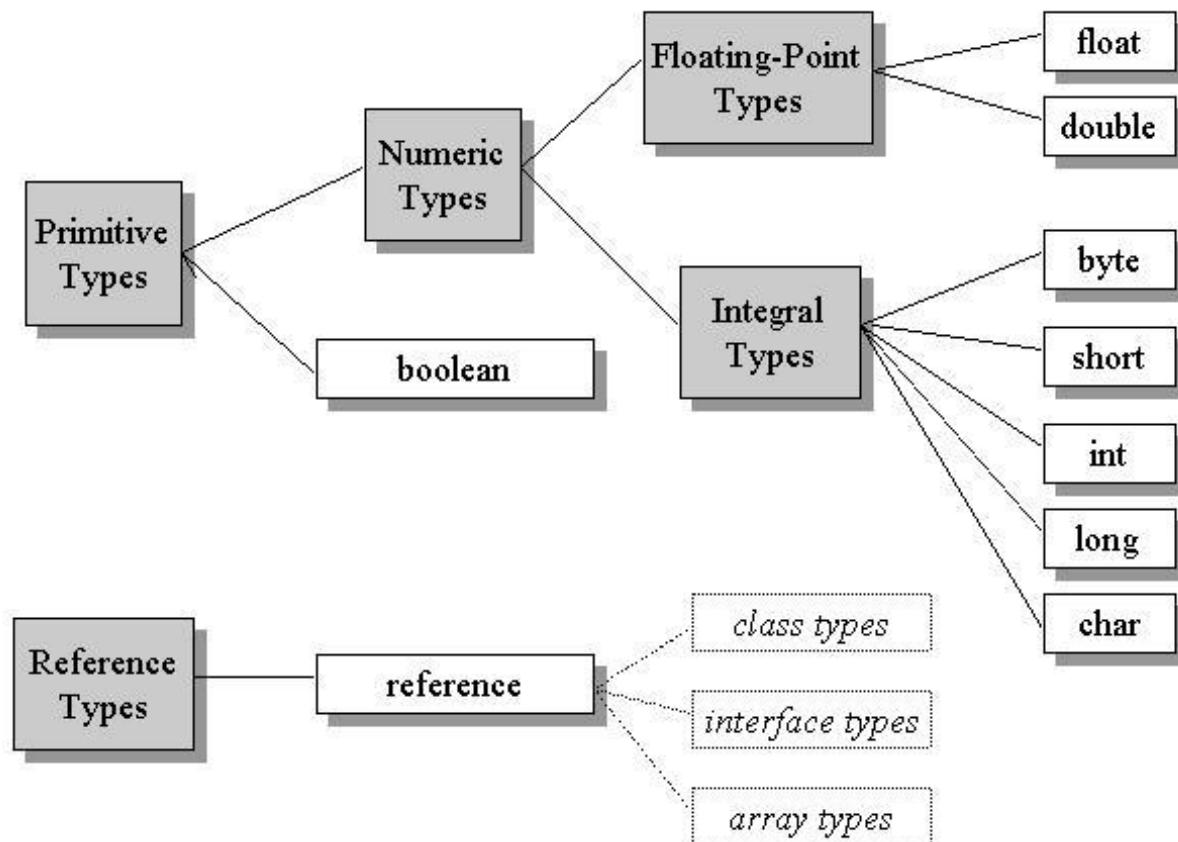 Primitive
Types
Numeric
Types
boolean
Floating-Point
Types
float
double
Integral
Types
byte
short
int
long
char
Reference
Types
reference
class types
interface types
array types